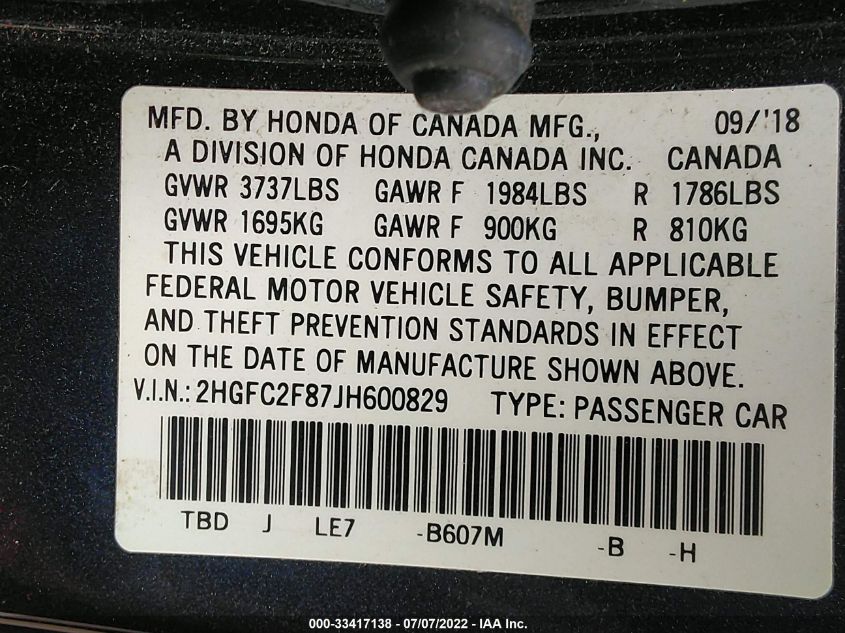 MFD. BY HONDA OF CANADA MFG., 09/'18
A DIVISION OF HONDA CANADA INC. CANADA
GVWR 3737LBS GAWR F 1984LBS R 1786LBS
GVWR 1695KG GAWR F 900KG R 810KG
THIS VEHICLE CONFORMS TO ALL APPLICABLE
FEDERAL MOTOR VEHICLE SAFETY, BUMPER,
AND THEFT PREVENTION STANDARDS IN EFFECT
ON THE DATE OF MANUFACTURE SHOWN ABOVE.
V.I.N.: 2HGFC2F87JH600829 TYPE: PASSENGER CAR
TBD J LE7 -B607M -B -H
000-33417138 - 07/07/2022 - IAA Inc.